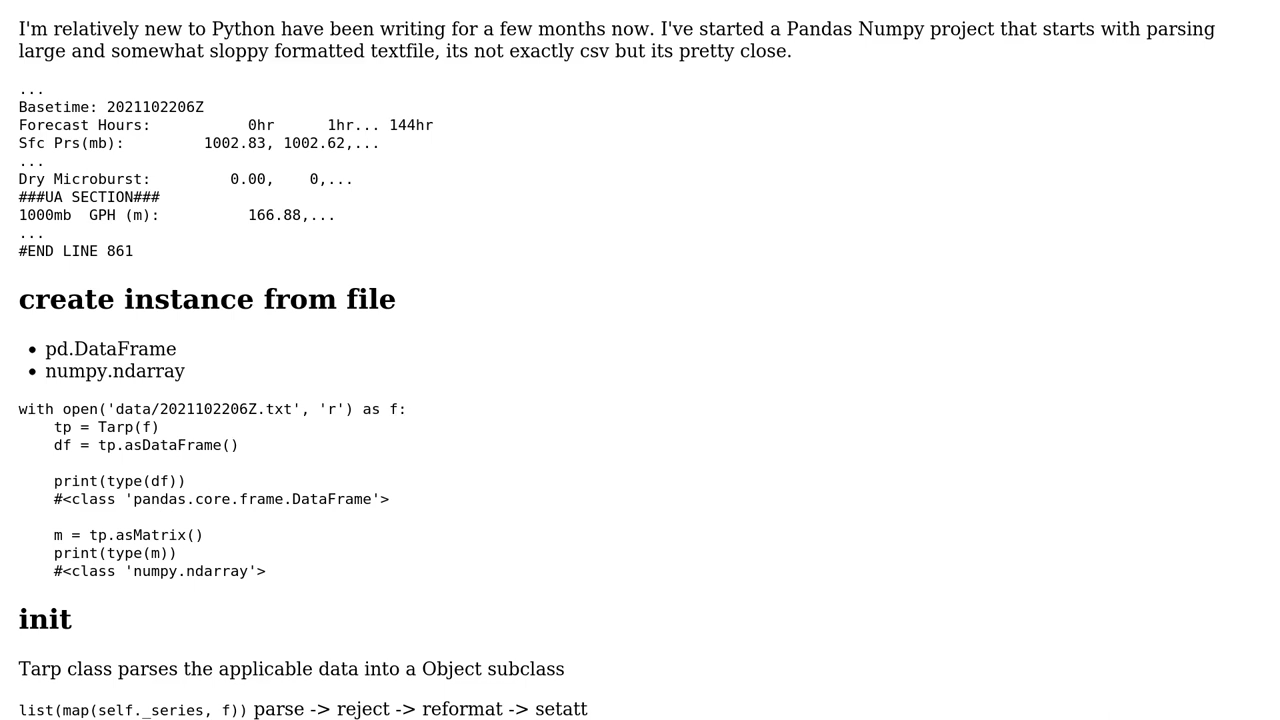 I'm relatively new to Python have been writing for a few months now. I've started a Pandas Numpy project that starts with parsing
large and somewhat sloppy formatted textfile, its not exactly csv but its pretty close.
...
Basetime: 2021102206Z
Forecast Hours:           0hr      1hr... 144hr
Sfc Prs(mb):         1002.83, 1002.62,...
...
Dry Microburst:         0.00,    0,...
###UA SECTION###
1000mb  GPH (m):          166.88,...
...
#END LINE 861
create instance from file
• pd.DataFrame
• numpy.ndarray
with open('data/2021102206Z.txt', 'r') as f:
    tp = Tarp(f)
    df = tp.asDataFrame()
    print(type(df))
    #<class 'pandas.core.frame.DataFrame'>
    m = tp.asMatrix()
    print(type(m))
    #<class 'numpy.ndarray'>
init
Tarp class parses the applicable data into a Object subclass
list(map(self._series, f)) parse -> reject -> reformat -> setatt